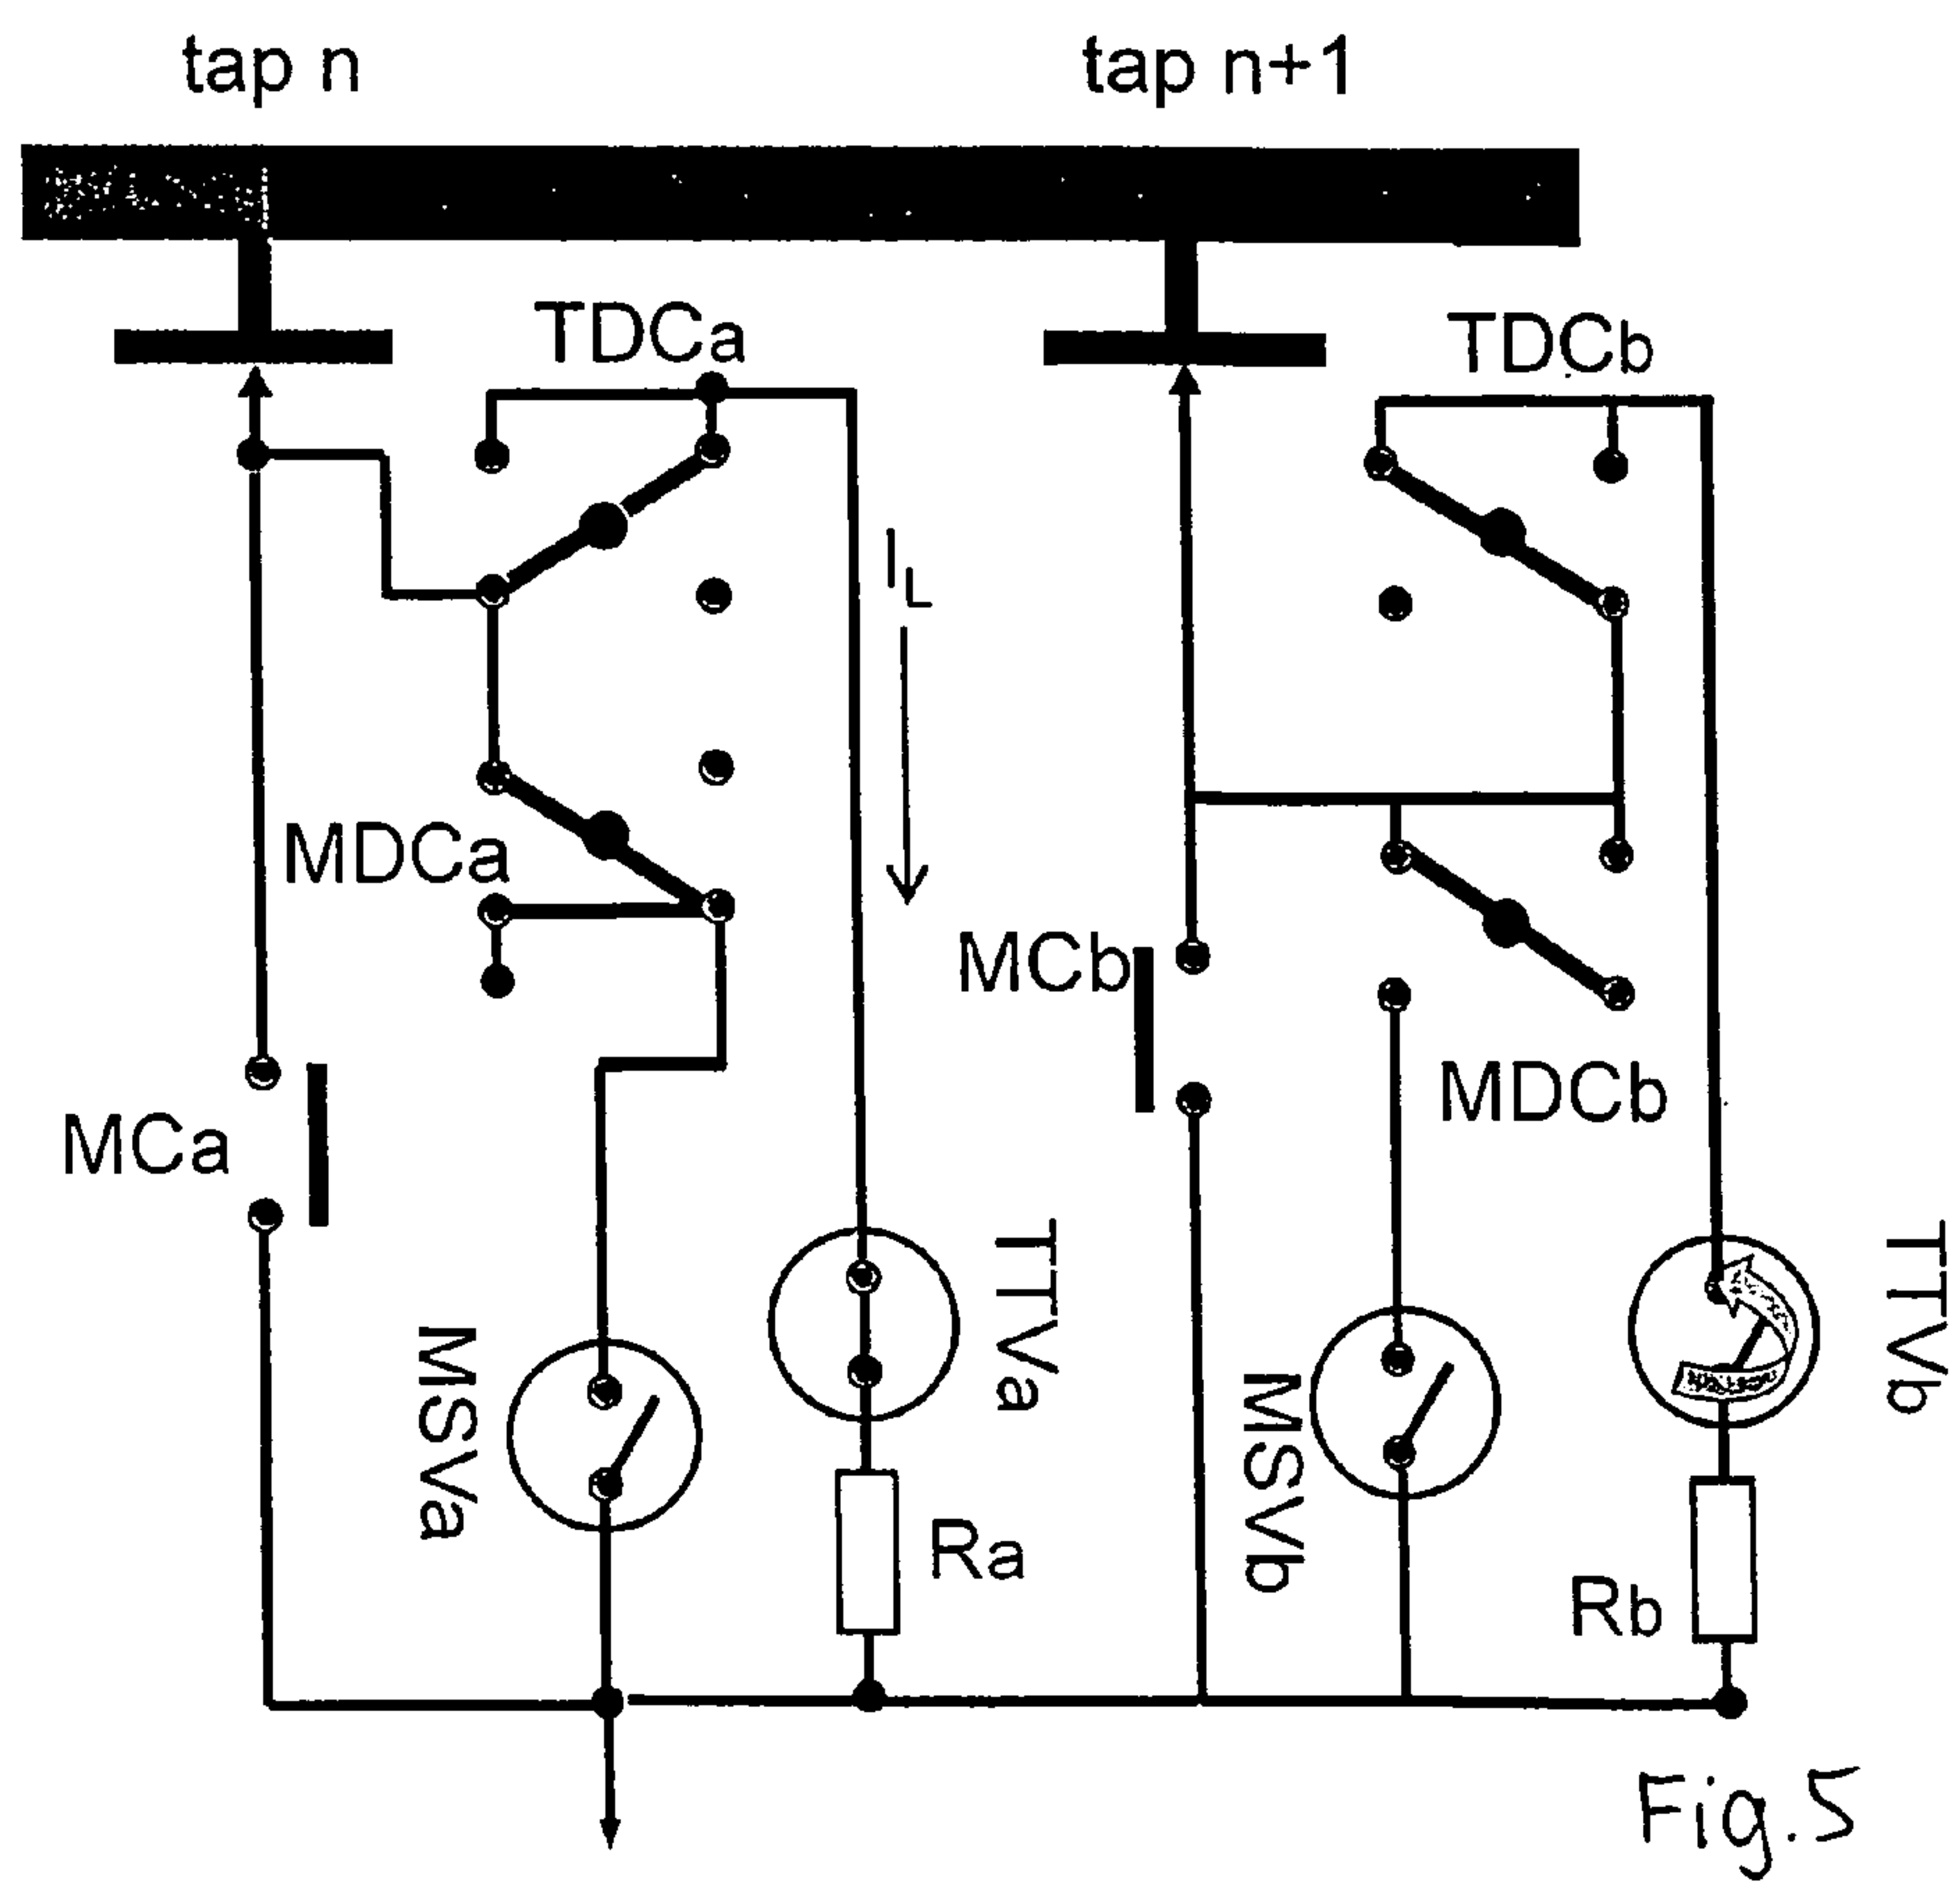 tap n
tap n+1
TDCa
TDCb
IL
MDCa
MCb
MDCb
MCa
TTVa
TTVb
MSVa
MSVb
Ra
Rb
Fig.5